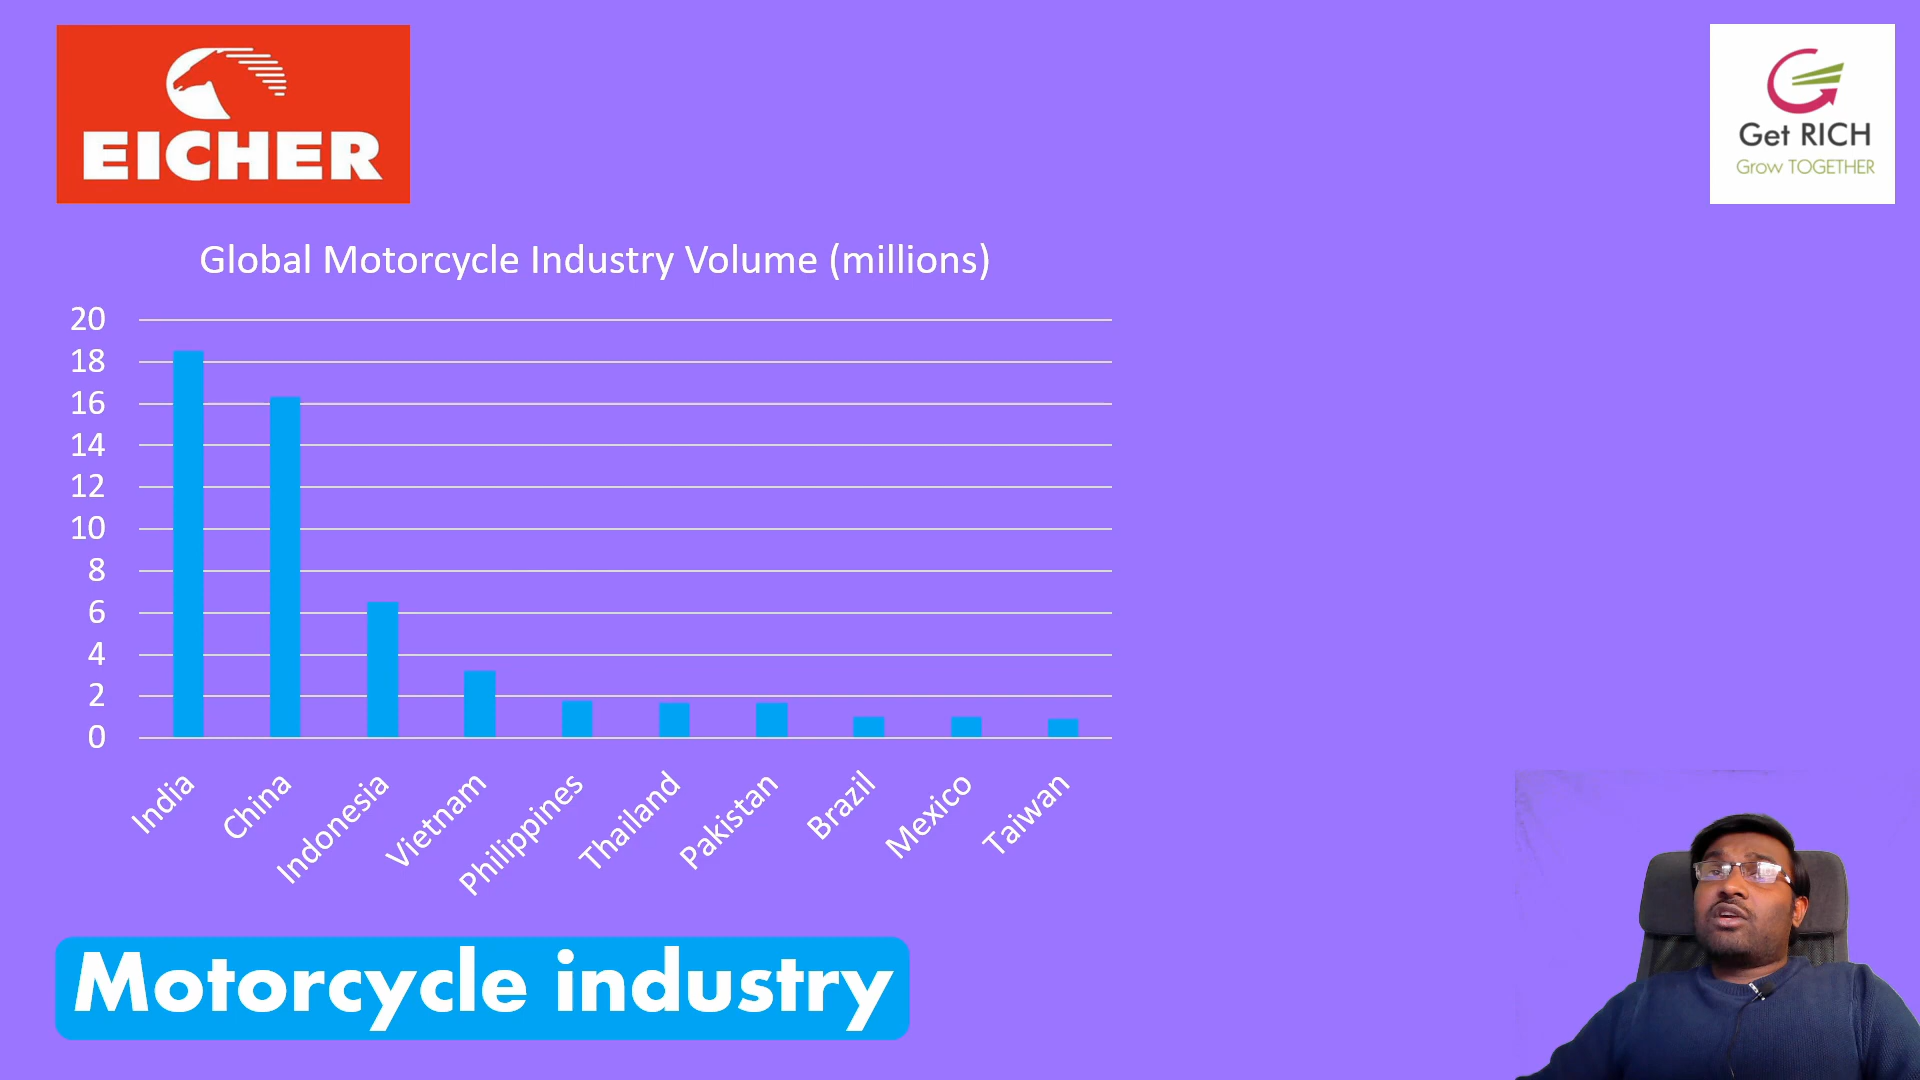 EICHER
Get RICH
Grow TOGETHER
Global Motorcycle Industry Volume (millions)
20
18
16
14
12
10
8
6
4
2
0
India
China
Indonesia
Vietnam
Philippines
Thailand
Pakistan
Brazil
Mexico
Taiwan
Motorcycle industry